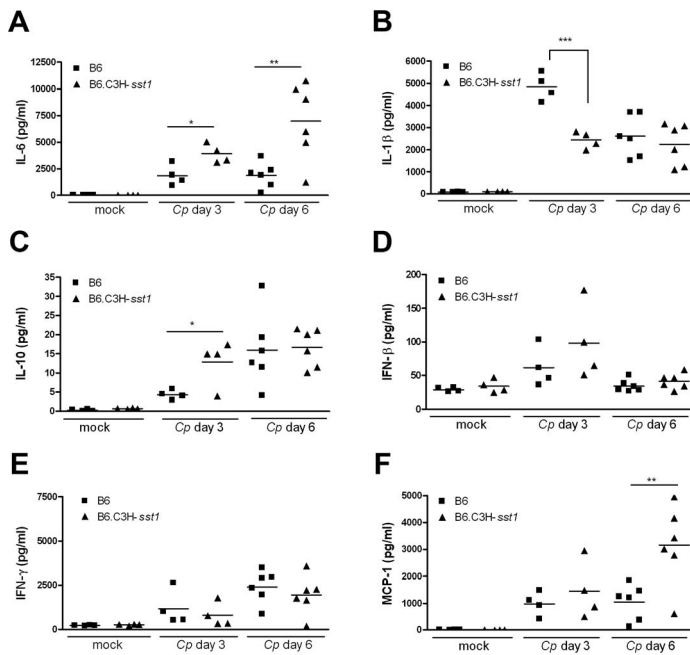 A
B6
B6.C3H-sst1
IL-6 (pg/ml)
12500
10000
7500
5000
2500
0
*
**
mock
Cp day 3
Cp day 6
B
B6
B6.C3H-sst1
IL-1β (pg/ml)
6000
5000
4000
3000
2000
1000
0
***
mock
Cp day 3
Cp day 6
C
B6
B6.C3H-sst1
IL-10 (pg/ml)
35
30
25
20
15
10
5
0
*
mock
Cp day 3
Cp day 6
D
B6
B6.C3H-sst1
IFN-β (pg/ml)
200
150
100
50
0
mock
Cp day 3
Cp day 6
E
B6
B6.C3H-sst1
IFN-γ (pg/ml)
7500
5000
2500
0
mock
Cp day 3
Cp day 6
F
B6
B6.C3H-sst1
MCP-1 (pg/ml)
5000
4000
3000
2000
1000
0
**
mock
Cp day 3
Cp day 6